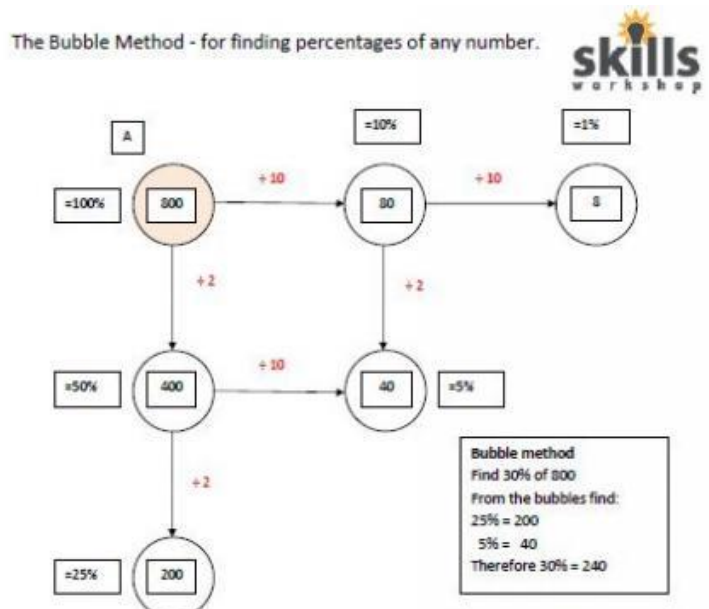 The Bubble Method - for finding percentages of any number.
skills
workshop
A
=10%
=1%
=100%
800
÷ 10
80
÷ 10
8
÷ 2
÷ 2
=50%
400
÷ 10
40
=5%
÷ 2
=25%
200
Bubble method
Find 30% of 800
From the bubbles find:
25% = 200
5% = 40
Therefore 30% = 240